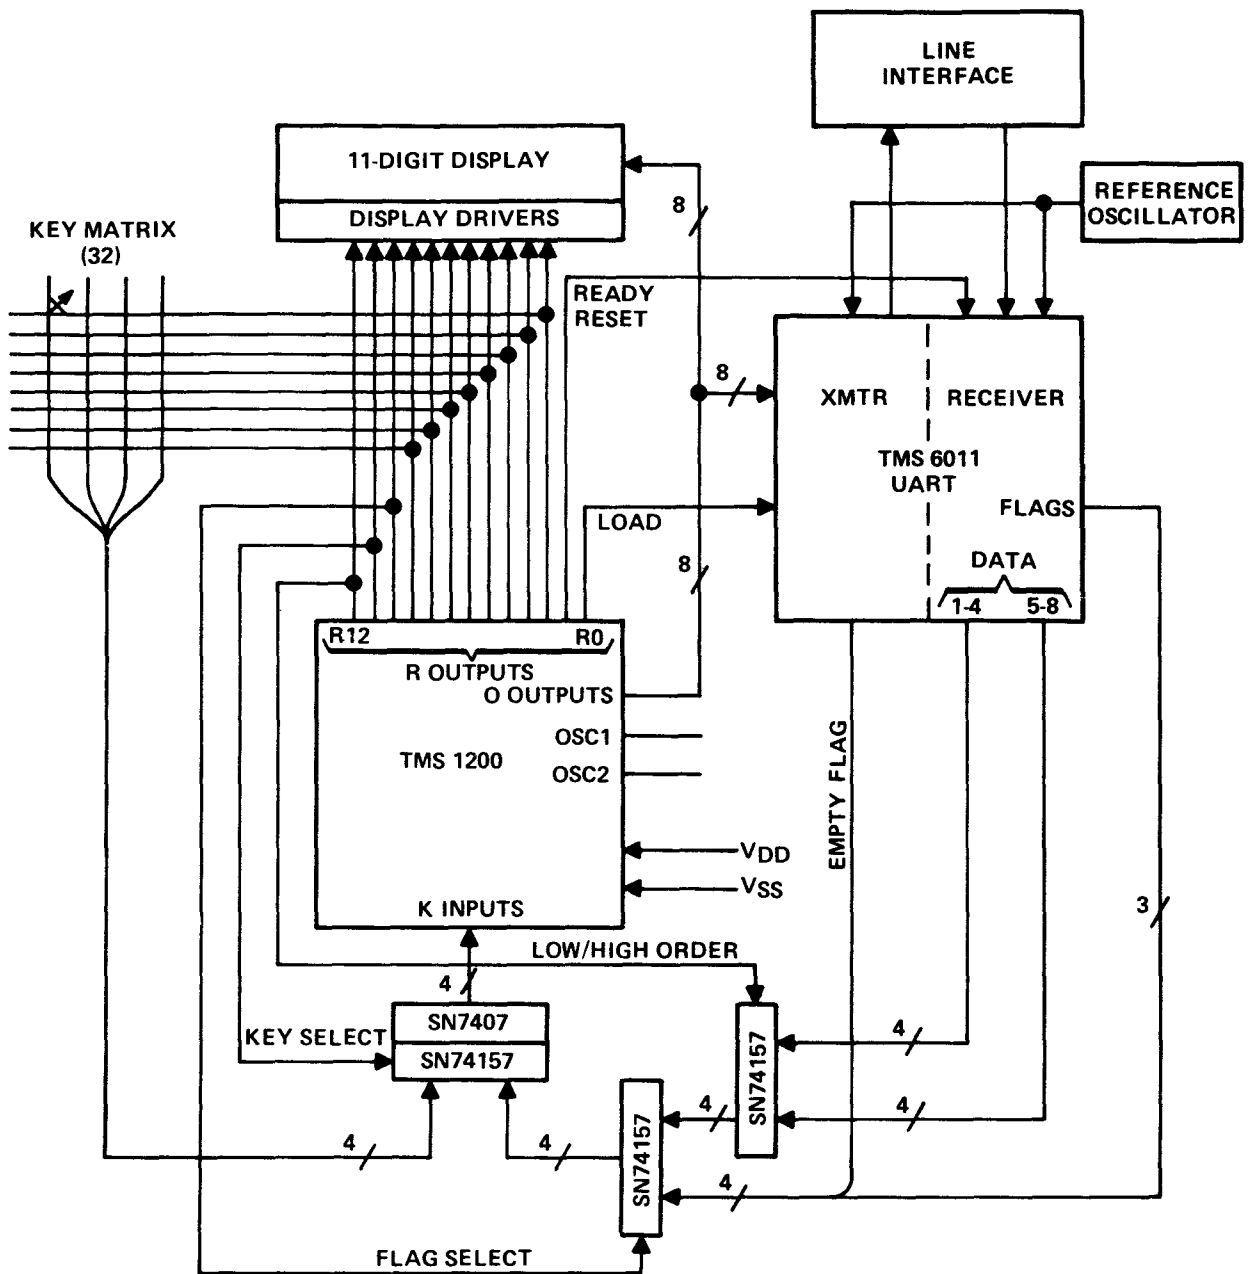 LINE
INTERFACE
11-DIGIT DISPLAY
DISPLAY DRIVERS
8
REFERENCE
OSCILLATOR
KEY MATRIX
(32)
READY
RESET
8
XMTR
RECEIVER
TMS 6011
UART
FLAGS
LOAD
DATA
1-4
5-8
8
R12
R0
R OUTPUTS
O OUTPUTS
OSC1
OSC2
TMS 1200
EMPTY FLAG
VDD
VSS
K INPUTS
3
LOW/HIGH ORDER
4
SN7407
KEY SELECT
SN74157
SN74157
4
4
4
4
4
SN74157
4
FLAG SELECT